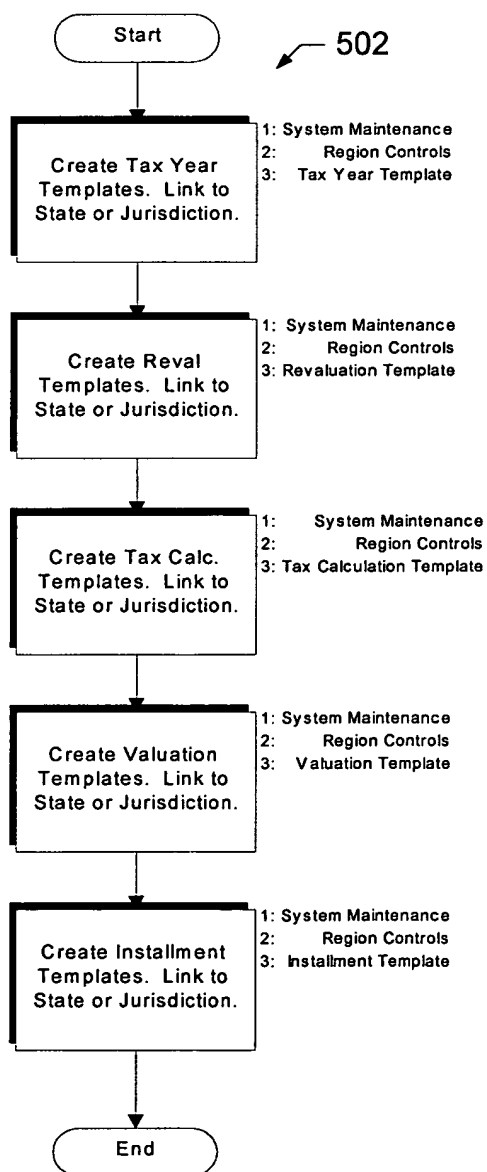 Start
502
Create Tax Year
Templates. Link to
State or Jurisdiction.
1: System Maintenance
2: Region Controls
3: Tax Year Template
Create Reval
Templates. Link to
State or Jurisdiction.
1: System Maintenance
2: Region Controls
3: Revaluation Template
Create Tax Calc.
Templates. Link to
State or Jurisdiction.
1: System Maintenance
2: Region Controls
3: Tax Calculation Template
Create Valuation
Templates. Link to
State or Jurisdiction.
1: System Maintenance
2: Region Controls
3: Valuation Template
Create Installment
Templates. Link to
State or Jurisdiction.
1: System Maintenance
2: Region Controls
3: Installment Template
End